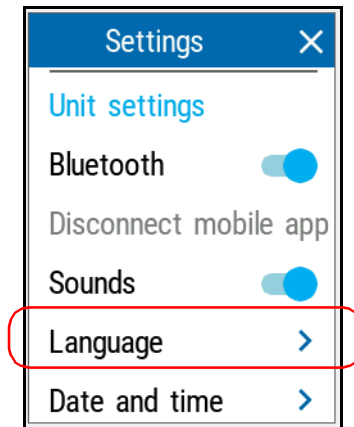 Settings
Unit settings
Bluetooth
Disconnect mobile app
Sounds
Language
Date and time